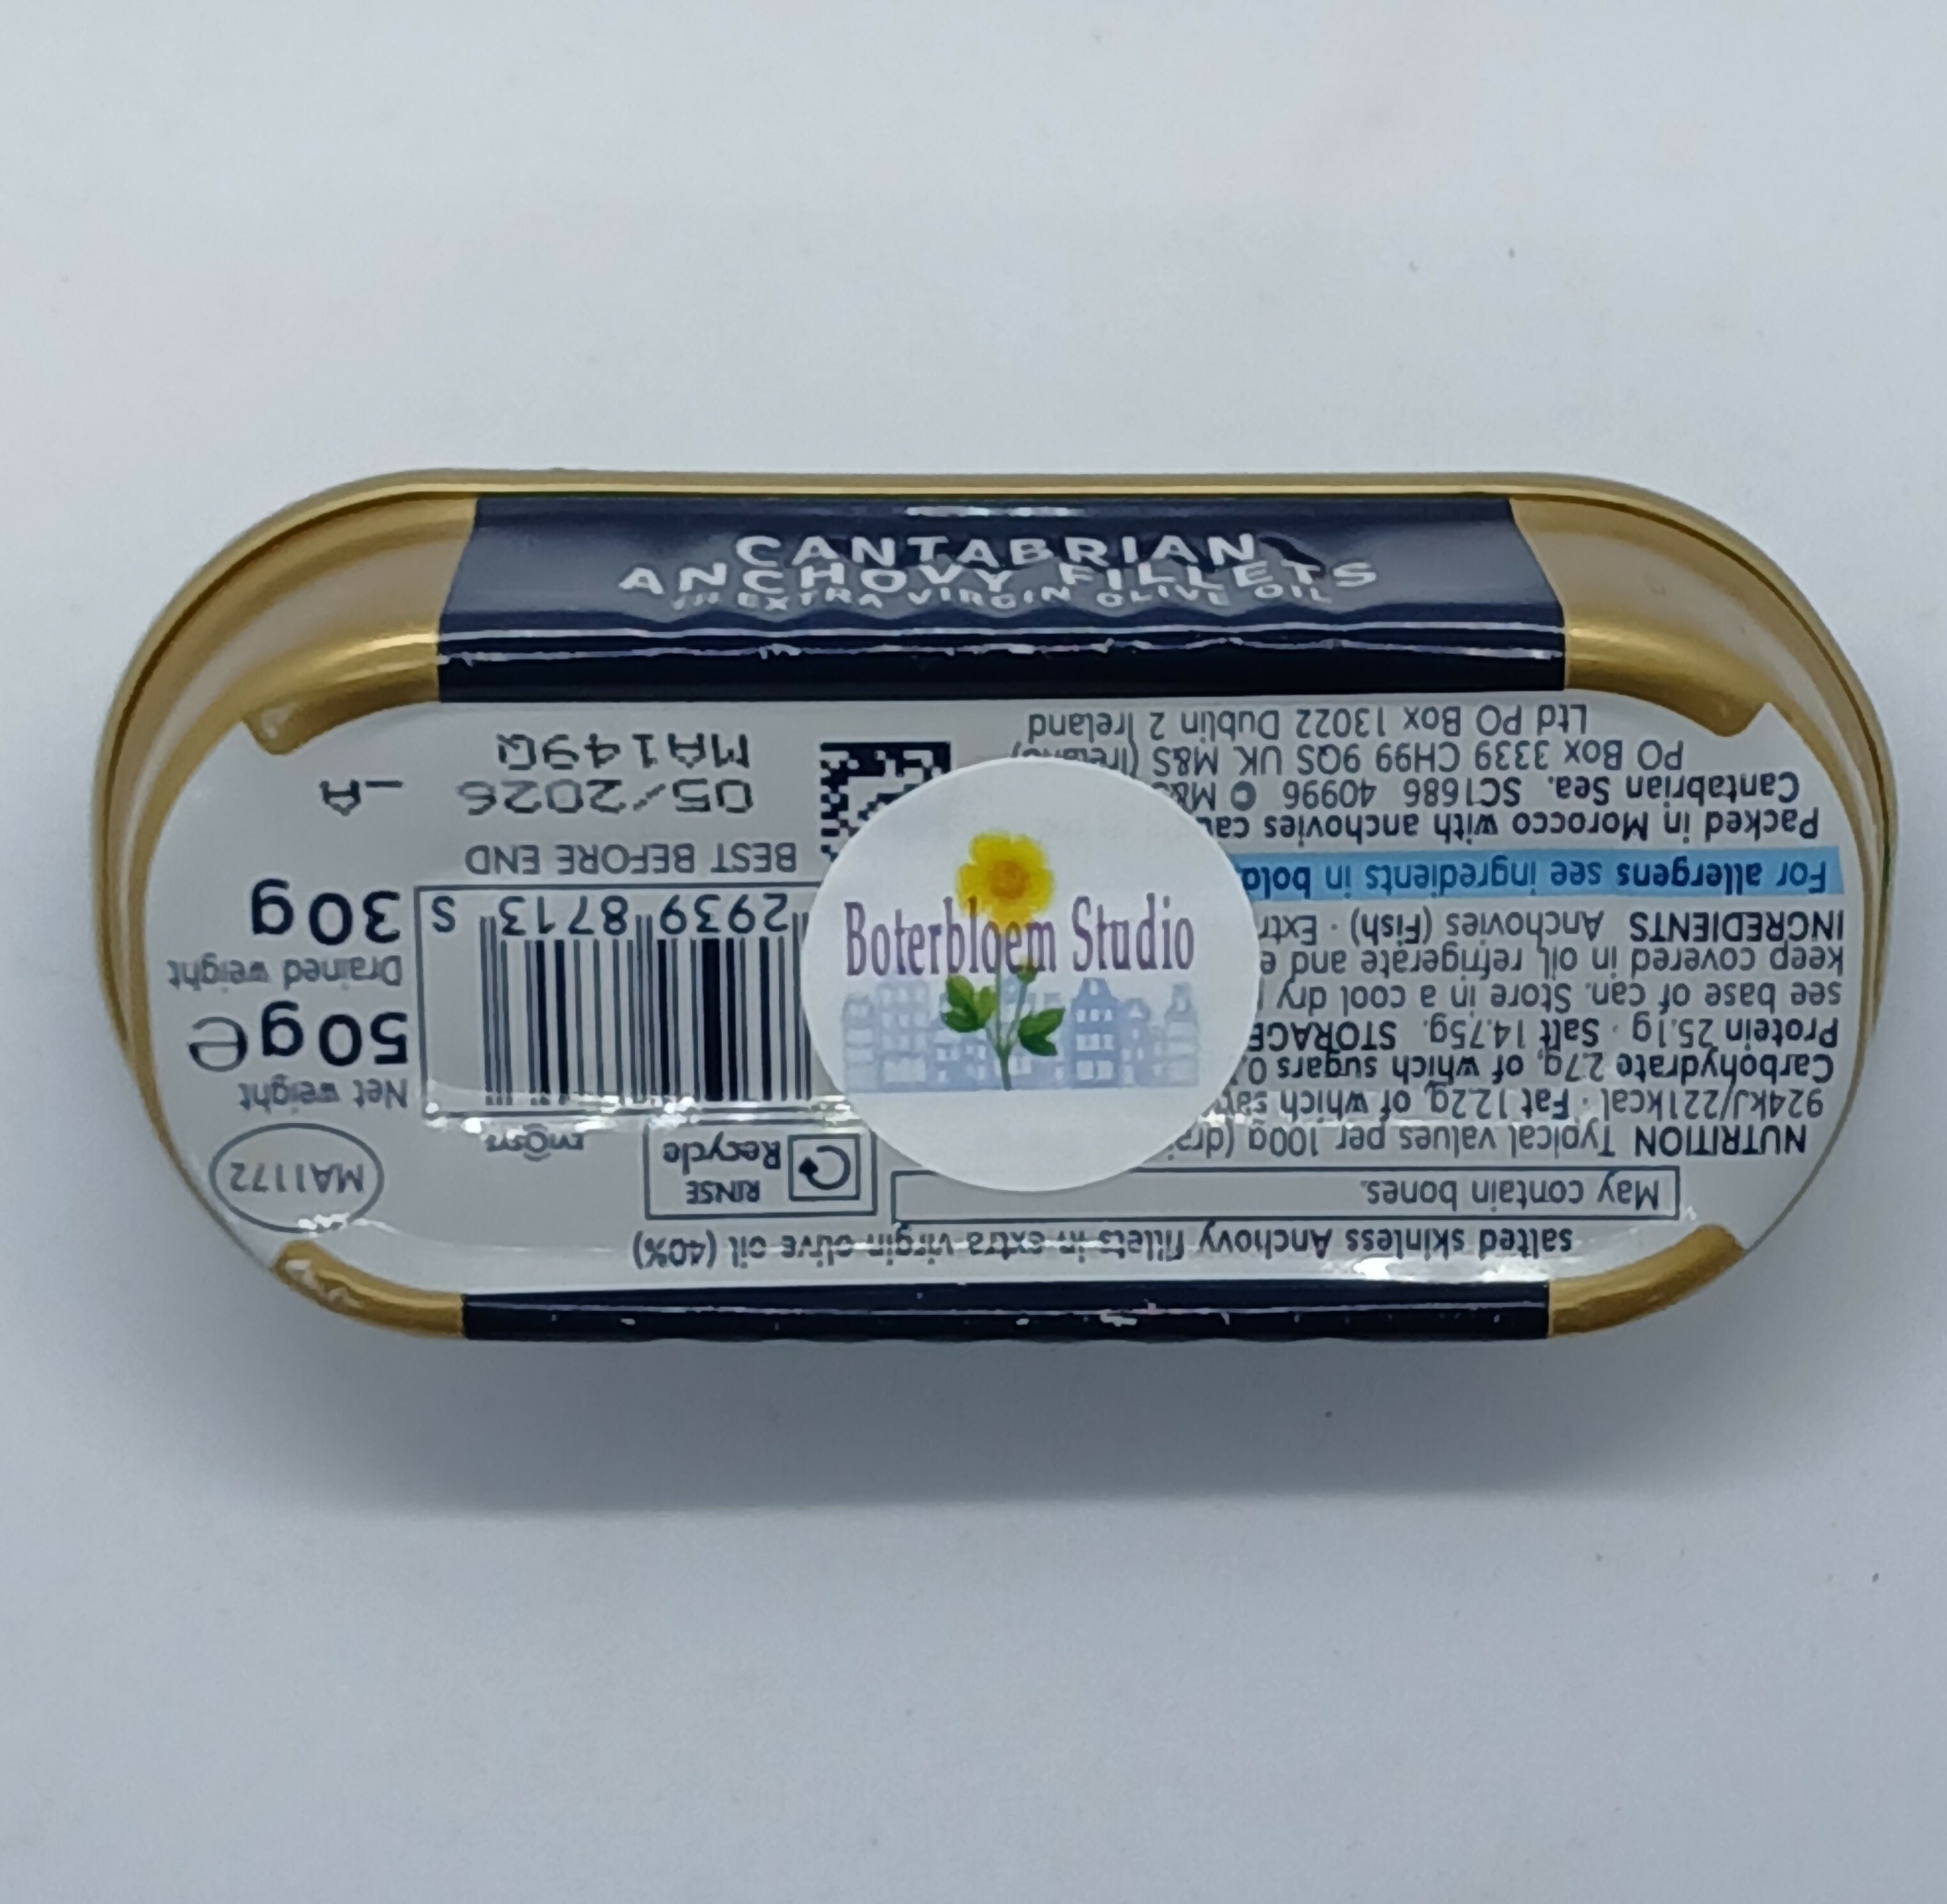 CANTABRIAN
ANCHOVY FILLETS
IN EXTRA VIRGIN OLIVE OIL
Boterbloem Studio
salted skinless Anchovy fillets in extra virgin olive oil (40%)
May contain bones.
NUTRITION Typical values per 100g
924kJ/221kcal · Fat 12.2g, of which
Carbohydrate 2.7g, of which sugars
Protein 25.1g · Salt 14.75g. STORAGE
see base of can. Store in a cool dry
keep covered in oil, refrigerate and
INGREDIENTS Anchovies (Fish) ·
For allergens see ingredients in bold
Packed in Morocco with anchovies
Cantabrian Sea. SC1686 40996 ©
PO Box 3339 CH99 9QS UK M&S
Ltd PO Box 13022 Dublin 2 Ireland
RINSE
Recycle
EVIOSYS
MA1172
2939 8713 S
Net weight
50g℮
Drained weight
30g
BEST BEFORE END
05/2026 _A
MA149Q